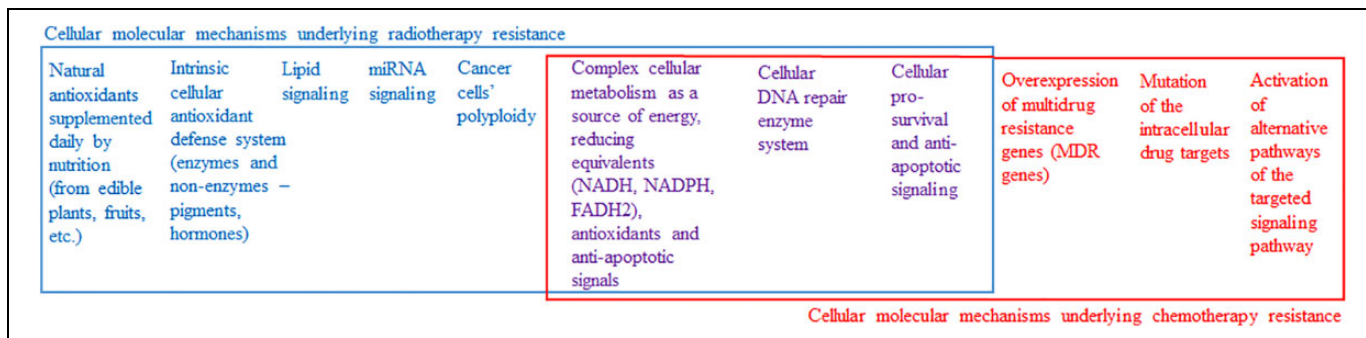 Cellular molecular mechanisms underlying radiotherapy resistance
Natural
antioxidants
supplemented
daily by
nutrition
(from edible
plants, fruits,
etc.)
Intrinsic
cellular
antioxidant
defense system
(enzymes and
non-enzymes –
pigments,
hormones)
Lipid
signaling
miRNA
signaling
Cancer
cells'
polyploidy
Complex cellular
metabolism as a
source of energy,
reducing
equivalents
(NADH, NADPH,
FADH2),
antioxidants and
anti-apoptotic
signals
Cellular
DNA repair
enzyme
system
Cellular
pro-
survival
and anti-
apoptotic
signaling
Overexpression
of multidrug
resistance
genes (MDR
genes)
Mutation
of the
intracellular
drug targets
Activation
of
alternative
pathways
of the
targeted
signaling
pathway
Cellular molecular mechanisms underlying chemotherapy resistance